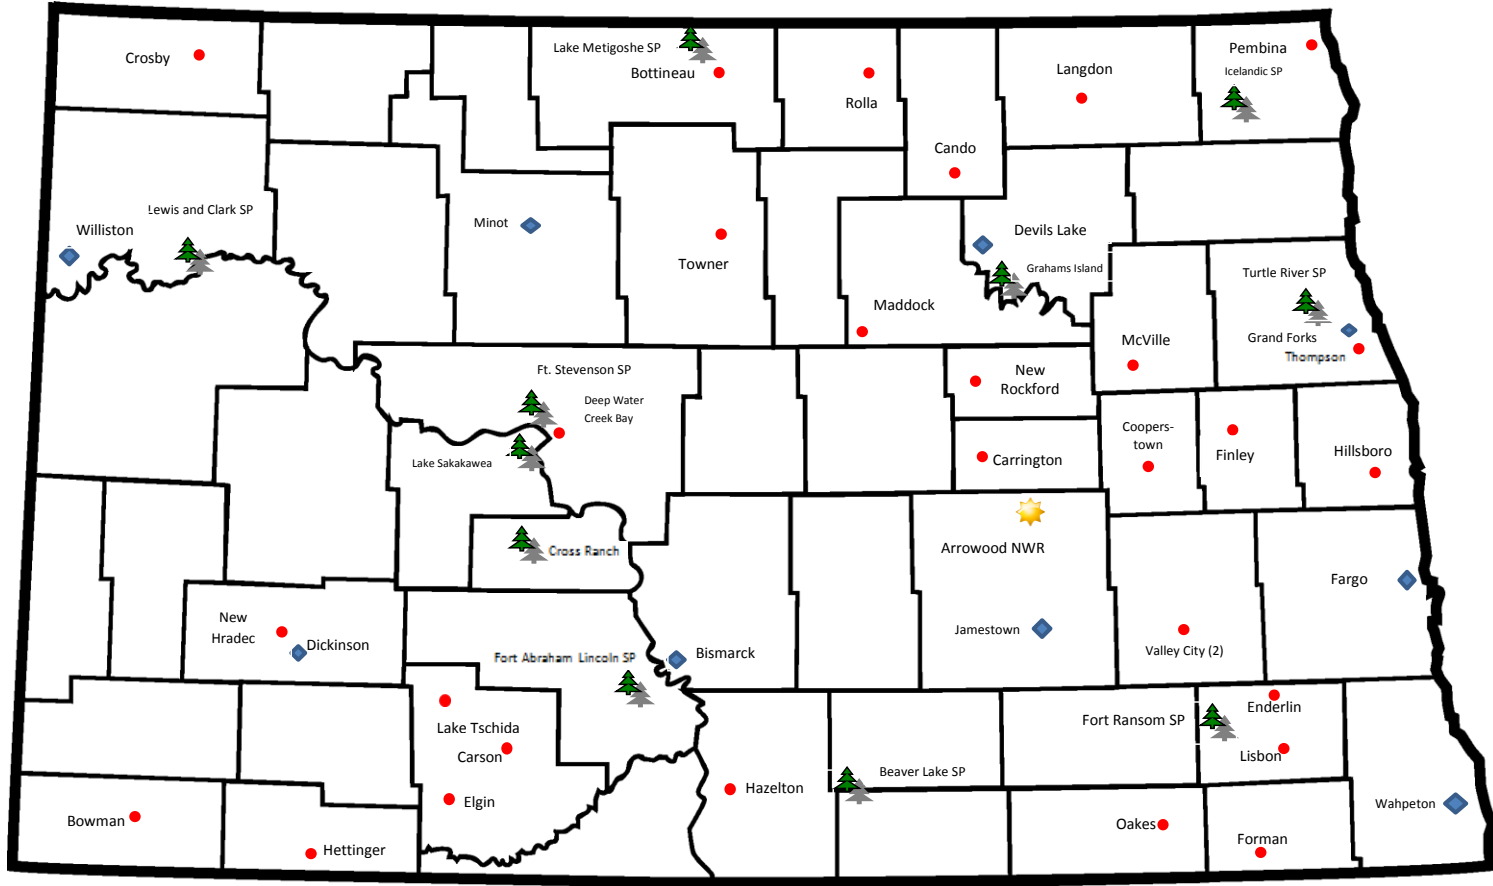 Crosby
Lake Metigoshe SP
Bottineau
Rolla
Langdon
Pembina
Icelandic SP
Cando
Lewis and Clark SP
Williston
Minot
Towner
Devils Lake
Grahams Island
Turtle River SP
Maddock
McVille
Grand Forks
Thompson
Ft. Stevenson SP
Deep Water
Creek Bay
New
Rockford
Coopers-
town
Finley
Hillsboro
Lake Sakakawea
Carrington
Cross Ranch
Arrowood NWR
Fargo
New
Hradec
Dickinson
Jamestown
Valley City (2)
Fort Abraham Lincoln SP
Bismarck
Lake Tschida
Carson
Fort Ransom SP
Enderlin
Lisbon
Elgin
Hazelton
Beaver Lake SP
Wahpeton
Bowman
Hettinger
Oakes
Forman